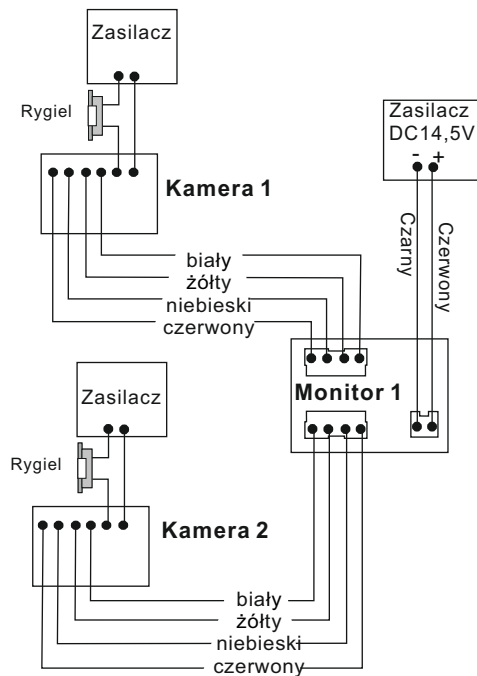 Zasilacz
Rygiel
Kamera 1
Zasilacz
DC14,5V
- +
Czarny
Czerwony
biały
żółty
niebieski
czerwony
Monitor 1
Zasilacz
Rygiel
Kamera 2
biały
żółty
niebieski
czerwony